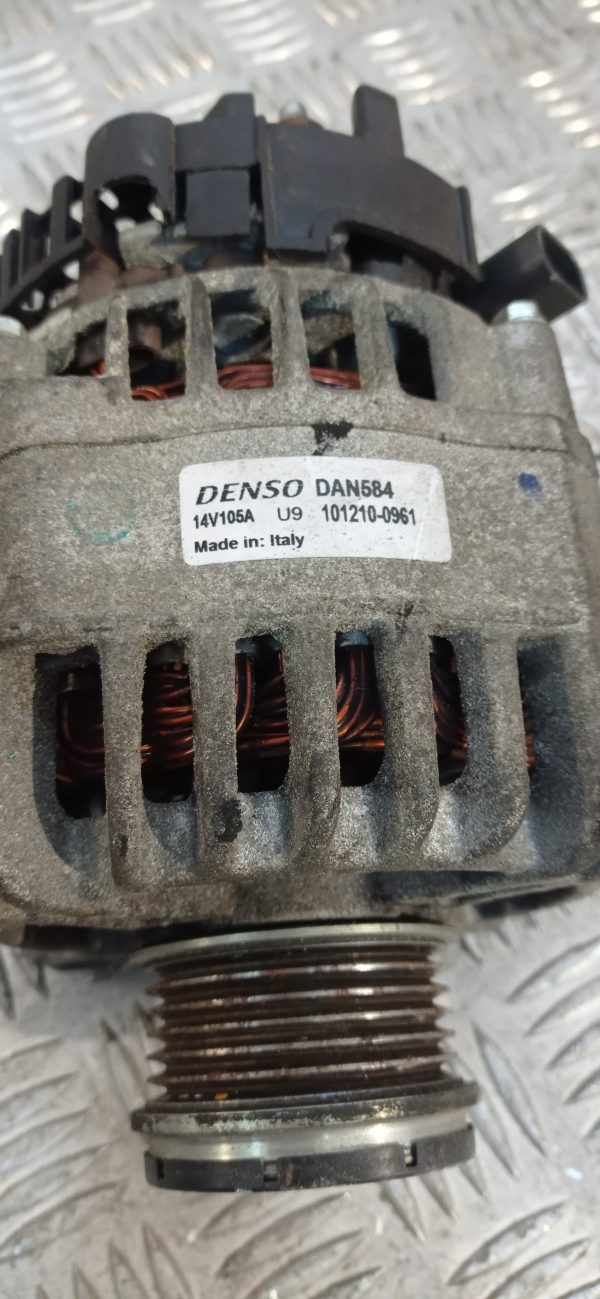 DENSO DAN584
14V105A U9 101210-0961
Made in: Italy